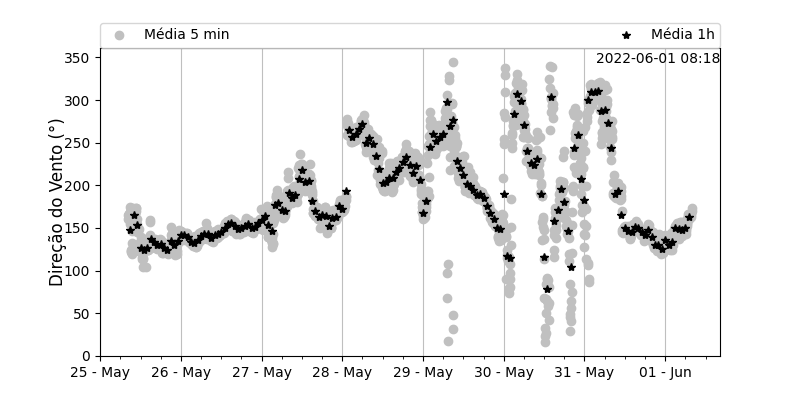 Média 5 min
Média 1h
2022-06-01 08:18
Direção do Vento (°)
350
300
250
200
150
100
50
0
25 - May
26 - May
27 - May
28 - May
29 - May
30 - May
31 - May
01 - Jun